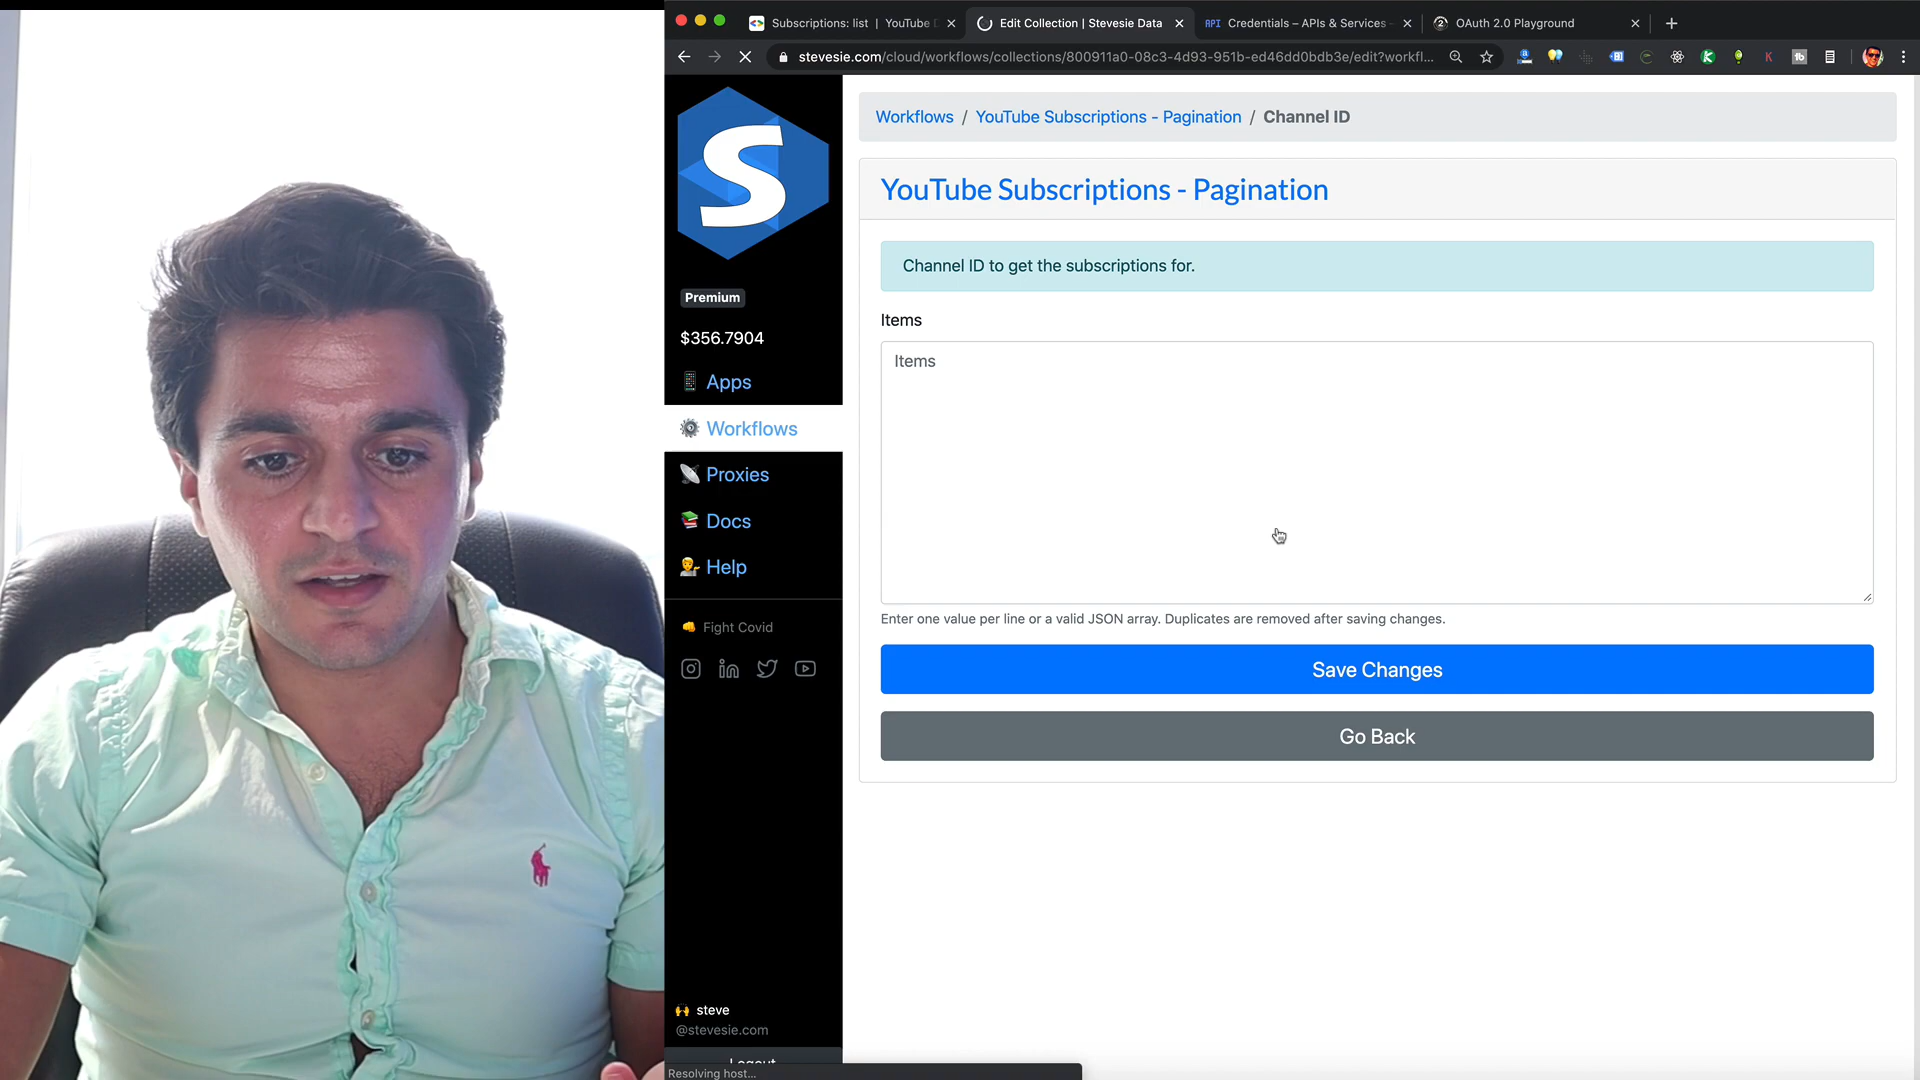 Subscriptions: list | YouTube D
Edit Collection | Stevesie Data
API Credentials – APIs & Services
OAuth 2.0 Playground
stevesie.com/cloud/workflows/collections/800911a0-08c3-4d93-951b-ed46dd0bdb3e/edit?workfl...
Workflows / YouTube Subscriptions - Pagination / Channel ID
S
YouTube Subscriptions - Pagination
Channel ID to get the subscriptions for.
Premium
Items
$356.7904
Items
Apps
Workflows
Proxies
Docs
Help
Enter one value per line or a valid JSON array. Duplicates are removed after saving changes.
Fight Covid
Save Changes
Go Back
steve
@stevesie.com
Logout
Resolving host...